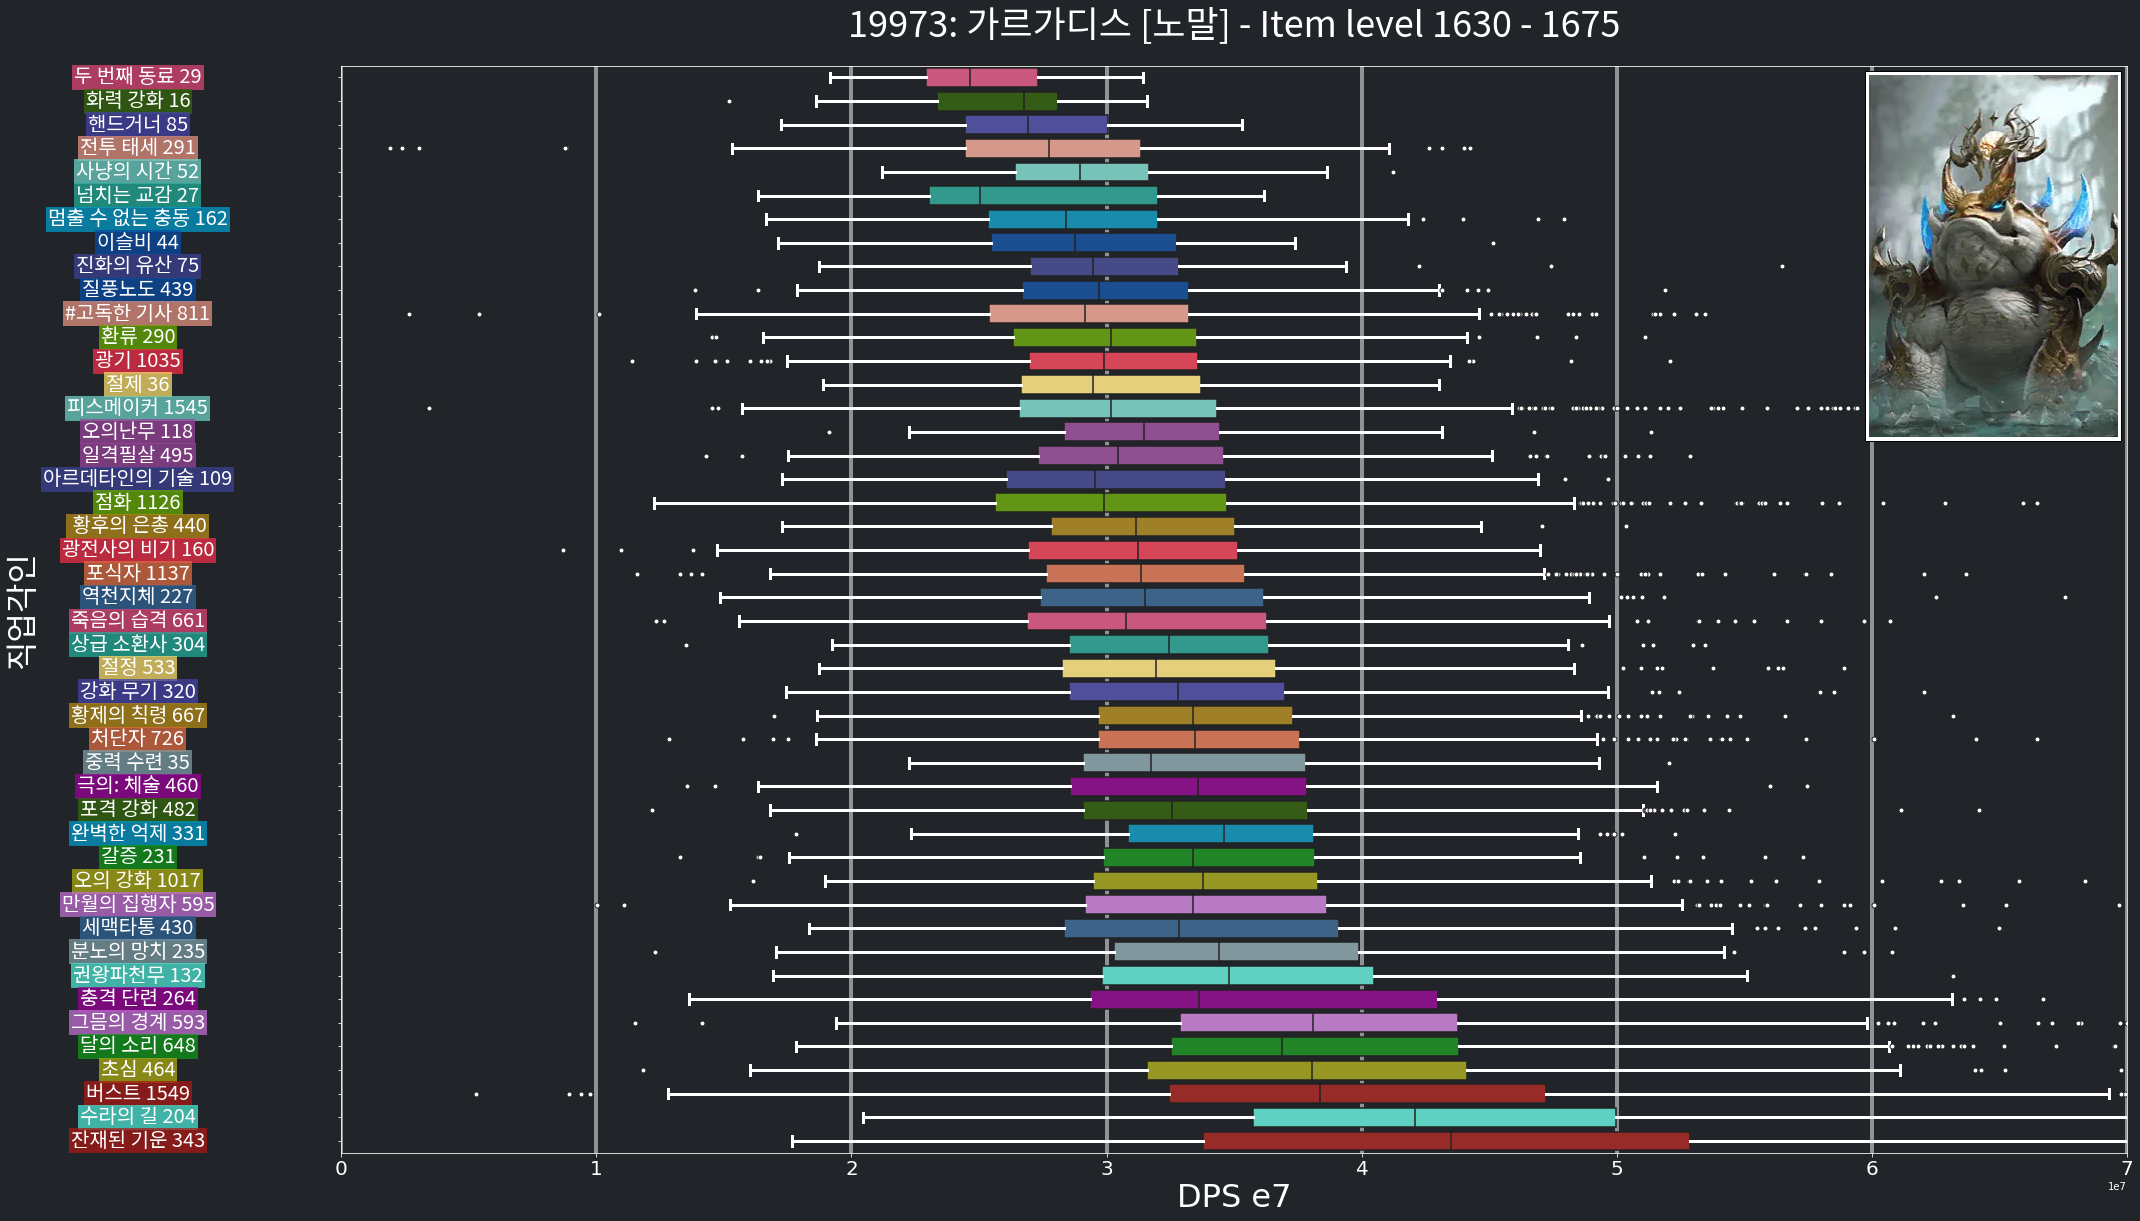 19973: 가르가디스 [노말] - Item level 1630 - 1675
두 번째 동료 29
화력 강화 16
핸드거너 85
전투 태세 291
사냥의 시간 52
넘치는 교감 27
멈출 수 없는 충동 162
이슬비 44
진화의 유산 75
질풍노도 439
#고독한 기사 811
환류 290
광기 1035
절제 36
피스메이커 1545
오의난무 118
일격필살 495
아르데타인의 기술 109
점화 1126
황후의 은총 440
광전사의 비기 160
포식자 1137
역천지체 227
죽음의 습격 661
상급 소환사 304
절정 533
강화 무기 320
황제의 칙령 667
처단자 726
중력 수련 35
극의: 체술 460
포격 강화 482
완벽한 억제 331
갈증 231
오의 강화 1017
만월의 집행자 595
세맥타통 430
분노의 망치 235
권왕파천무 132
충격 단련 264
그믐의 경계 593
달의 소리 648
초심 464
버스트 1549
수라의 길 204
잔재된 기운 343
직업각인
0 1 2 3 4 5 6 7
DPS e7
1e7